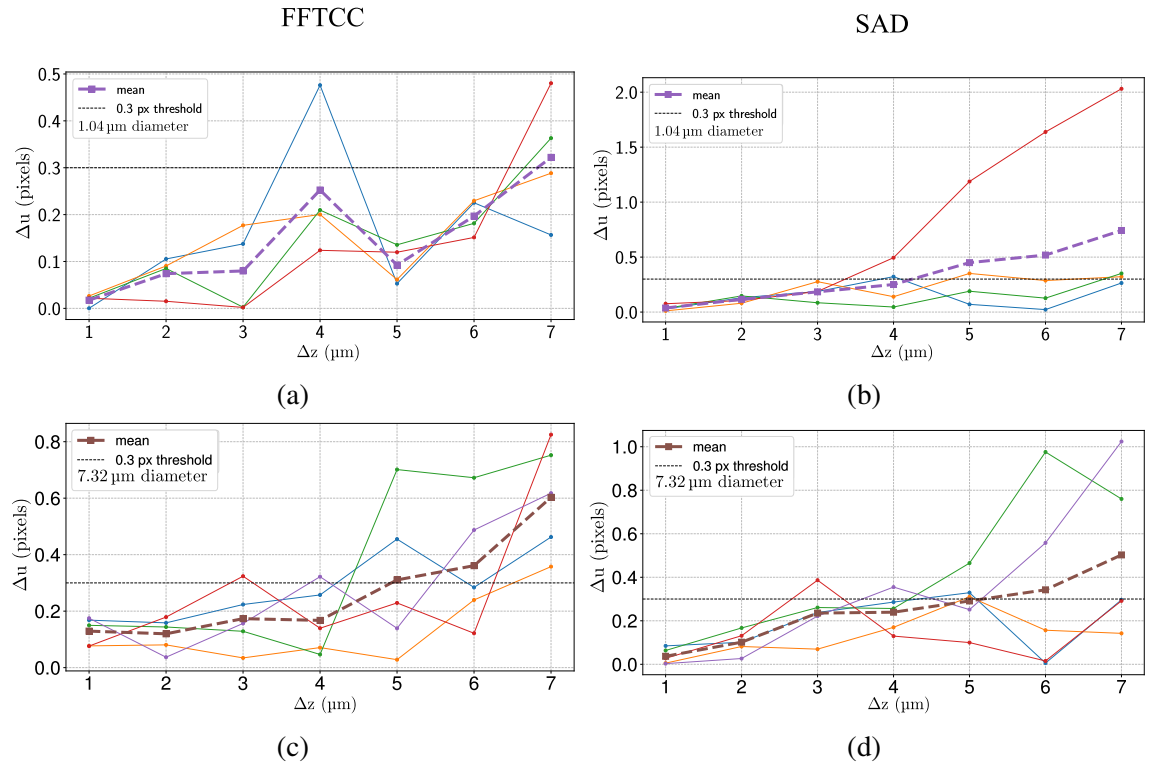 FFTCC
SAD
0.5
0.4
0.3
0.2
0.1
0.0
Δu (pixels)
mean
0.3 px threshold
1.04 µm diameter
1 2 3 4 5 6 7
Δz (µm)
(a)
2.0
1.5
1.0
0.5
0.0
Δu (pixels)
mean
0.3 px threshold
1.04 µm diameter
1 2 3 4 5 6 7
Δz (µm)
(b)
0.8
0.6
0.4
0.2
0.0
Δu (pixels)
mean
0.3 px threshold
7.32 µm diameter
1 2 3 4 5 6 7
Δz (µm)
(c)
1.0
0.8
0.6
0.4
0.2
0.0
Δu (pixels)
mean
0.3 px threshold
7.32 µm diameter
1 2 3 4 5 6 7
Δz (µm)
(d)